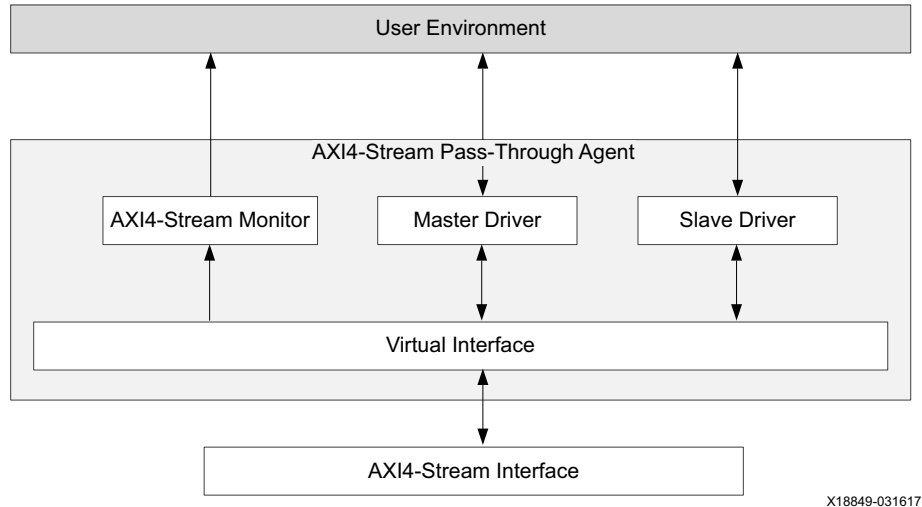 User Environment
AXI4-Stream Pass-Through Agent
AXI4-Stream Monitor
Master Driver
Slave Driver
Virtual Interface
AXI4-Stream Interface
X18849-031617